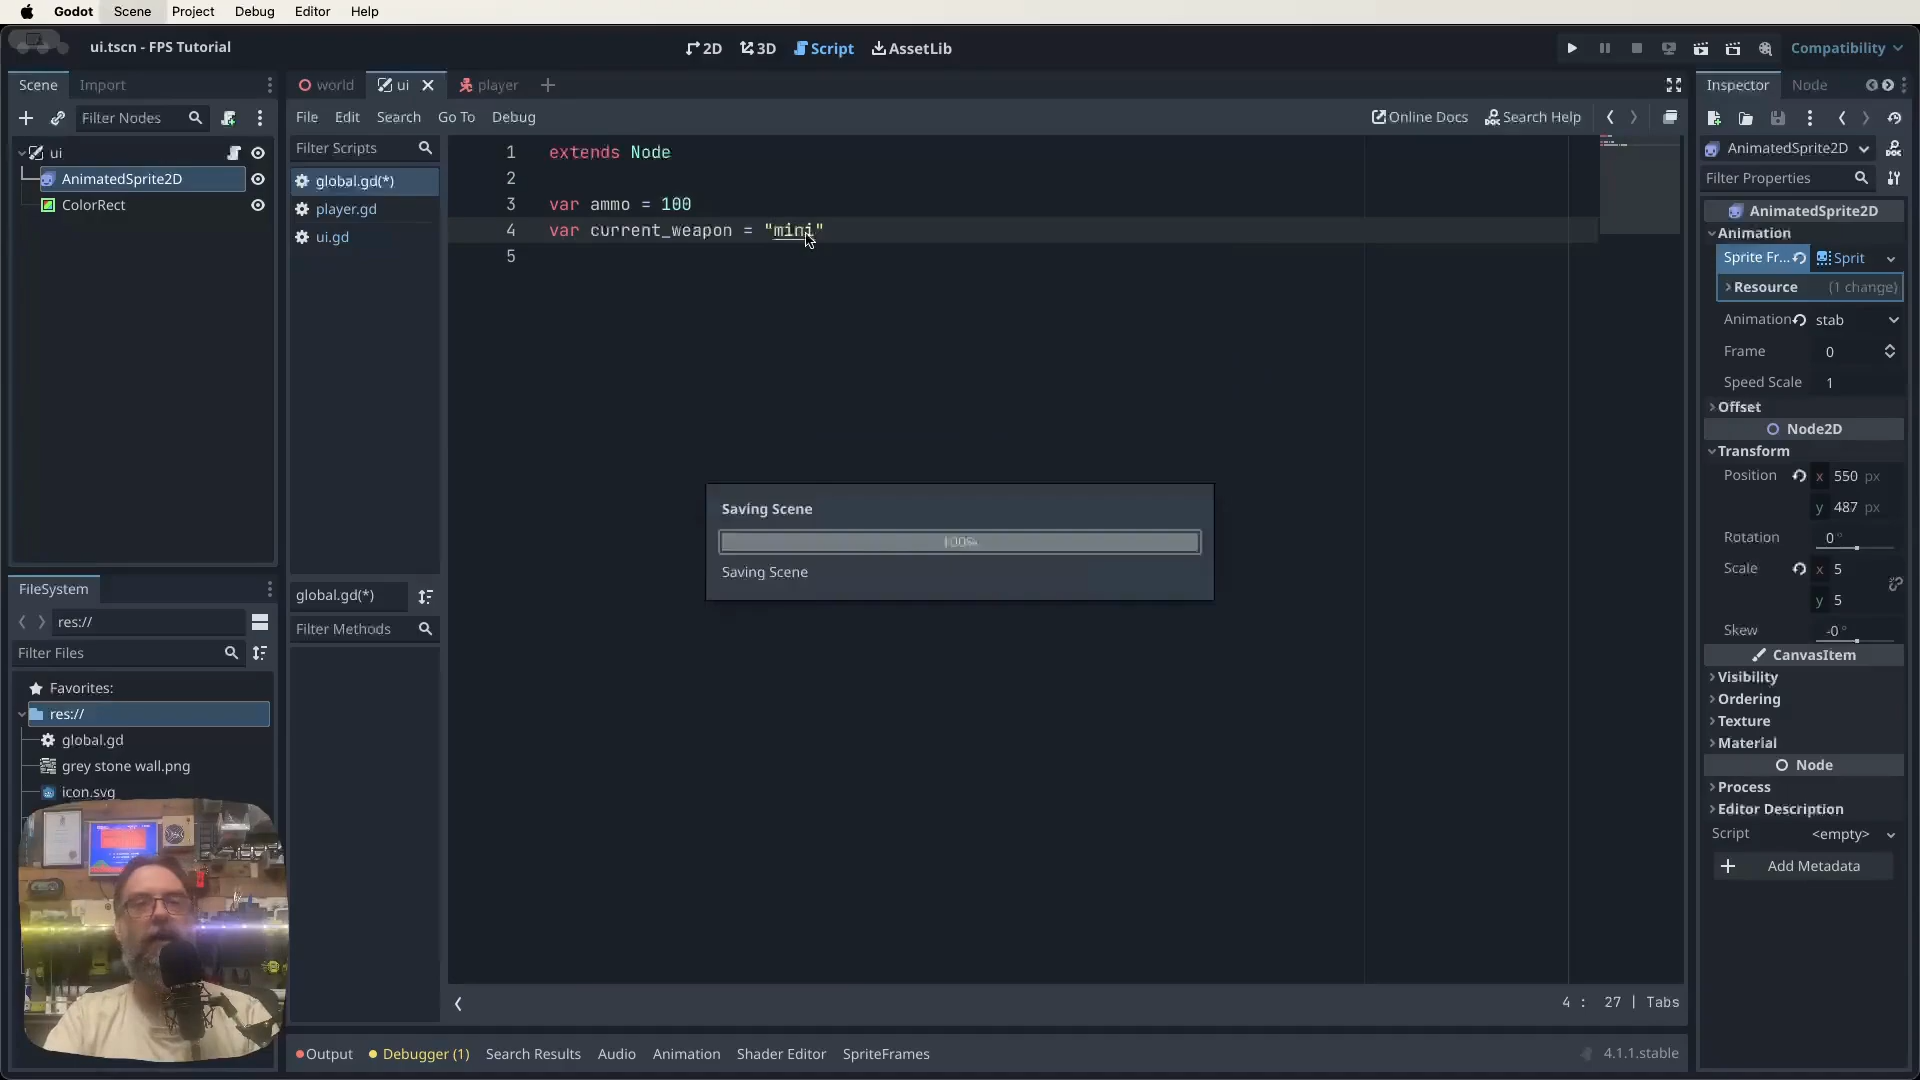 Godot Scene Project Debug Editor Help
ui.tscn - FPS Tutorial
2D 3D Script AssetLib
Compatibility
Scene Import
world ui player
Inspector Node
Filter Nodes
File Edit Search Go To Debug
Online Docs Search Help
ui
AnimatedSprite2D
ColorRect
Filter Scripts
global.gd(*)
player.gd
ui.gd
1 extends Node
2
3 var ammo = 100
4 var current_weapon = "mini"
5
Saving Scene
100%
Saving Scene
global.gd(*)
Filter Methods
4 : 27 | Tabs
FileSystem
res://
Filter Files
Favorites:
res://
global.gd
grey stone wall.png
icon.svg
AnimatedSprite2D
Filter Properties
AnimatedSprite2D
Animation
Sprite Fr... Sprit
Resource (1 change)
Animation stab
Frame 0
Speed Scale 1
Offset
Node2D
Transform
Position x 550 px
y 487 px
Rotation 0 °
Scale x 5
y 5
Skew -0 °
CanvasItem
Visibility
Ordering
Texture
Material
Node
Process
Editor Description
Script <empty>
Add Metadata
Output Debugger (1) Search Results Audio Animation Shader Editor SpriteFrames
4.1.1.stable